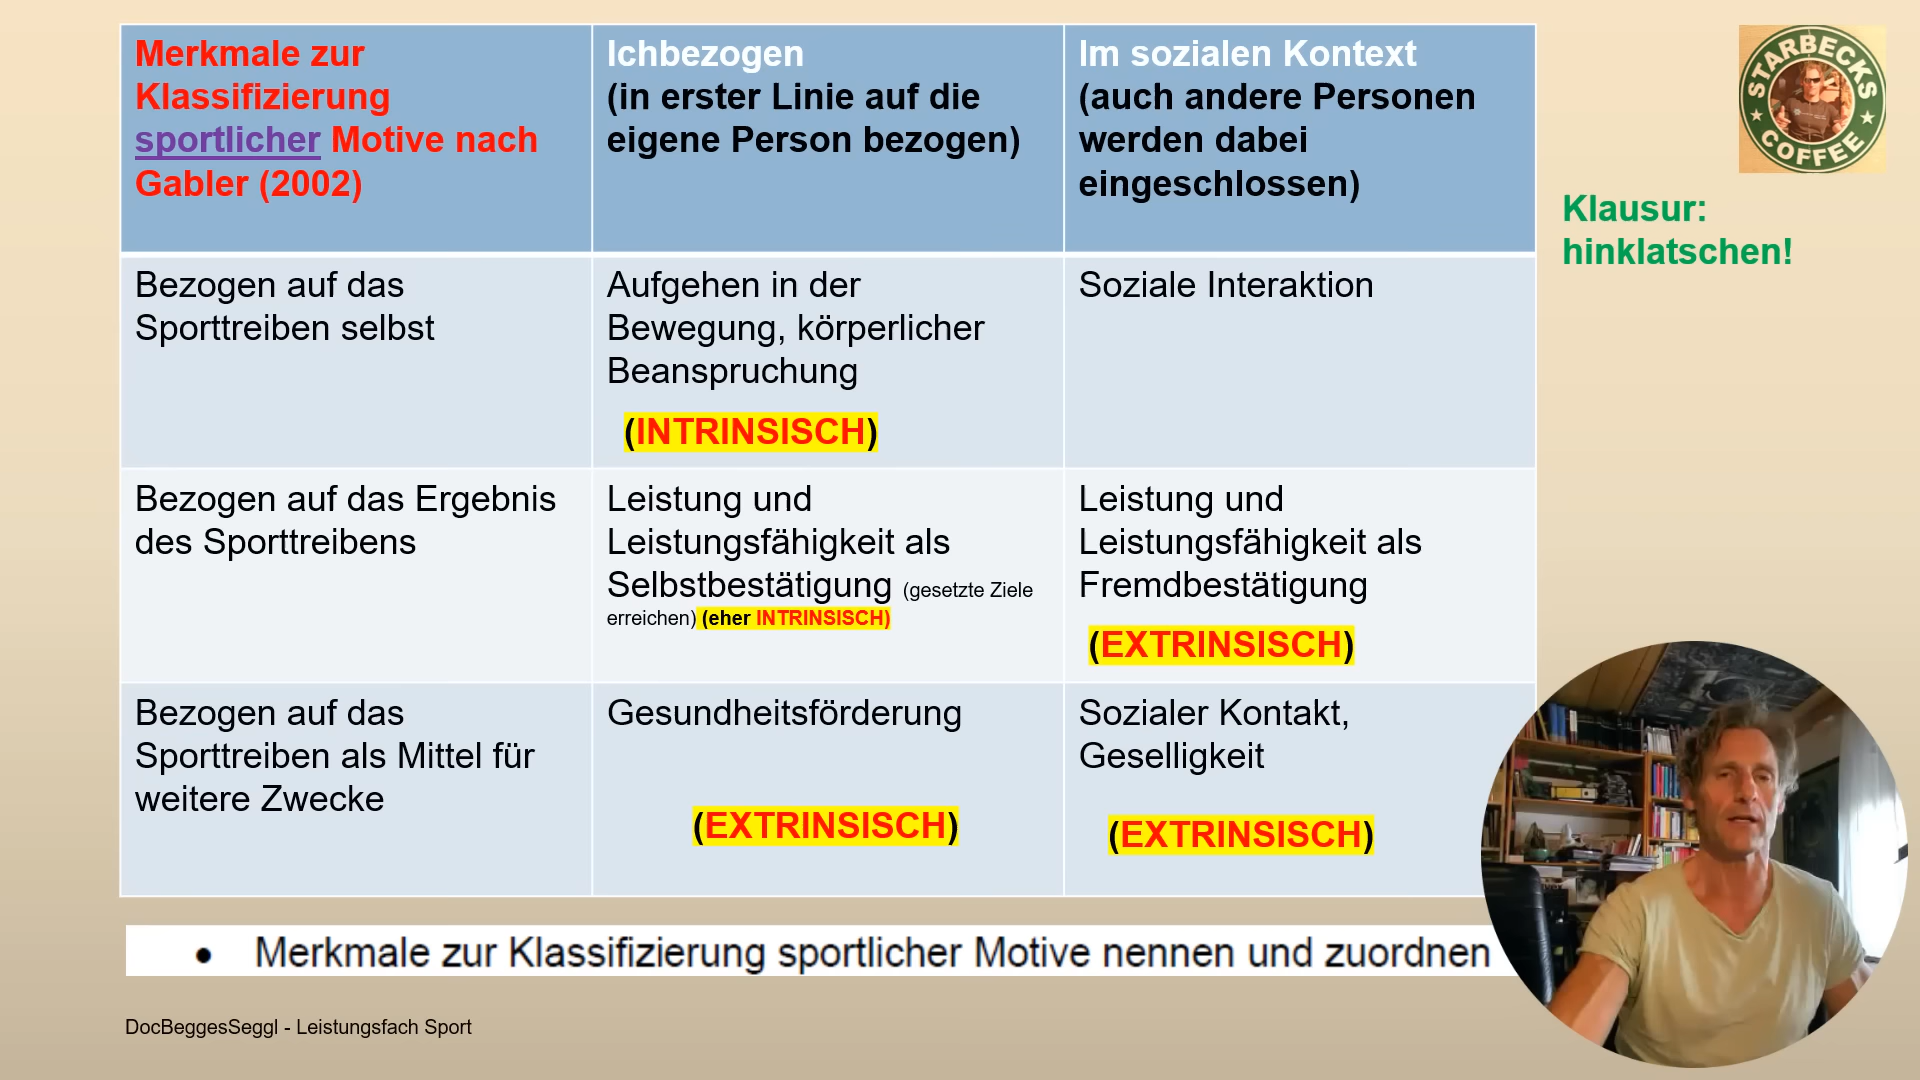 Merkmale zur
Klassifizierung
sportlicher Motive nach
Gabler (2002)
Ichbezogen
(in erster Linie auf die
eigene Person bezogen)
Im sozialen Kontext
(auch andere Personen
werden dabei
eingeschlossen)
Bezogen auf das
Sporttreiben selbst
Aufgehen in der
Bewegung, körperlicher
Beanspruchung
(INTRINSISCH)
Soziale Interaktion
Bezogen auf das Ergebnis
des Sporttreibens
Leistung und
Leistungsfähigkeit als
Selbstbestätigung (gesetzte Ziele
erreichen) (eher INTRINSISCH)
Leistung und
Leistungsfähigkeit als
Fremdbestätigung
(EXTRINSISCH)
Bezogen auf das
Sporttreiben als Mittel für
weitere Zwecke
Gesundheitsförderung
(EXTRINSISCH)
Sozialer Kontakt,
Geselligkeit
(EXTRINSISCH)
STARBECKS
COFFEE
Klausur:
hinklatschen!
• Merkmale zur Klassifizierung sportlicher Motive nennen und zuordnen
DocBeggesSeggl - Leistungsfach Sport